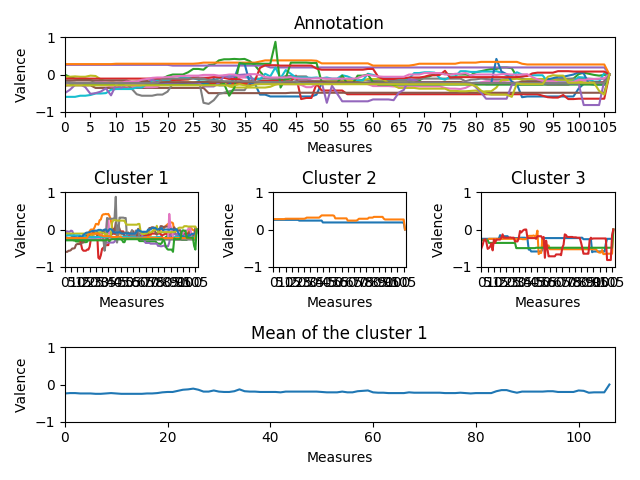 Annotation
Valence
1
0
−1
0 5 10 15 20 25 30 35 40 45 50 55 60 65 70 75 80 85 90 95 100 105
Measures
Cluster 1 Cluster 2 Cluster 3
Valence Valence Valence
1 1 1
0 0 0
−1 −1 −1
Measures Measures Measures
Mean of the cluster 1
Valence
1
0
−1
0 20 40 60 80 100
Measures